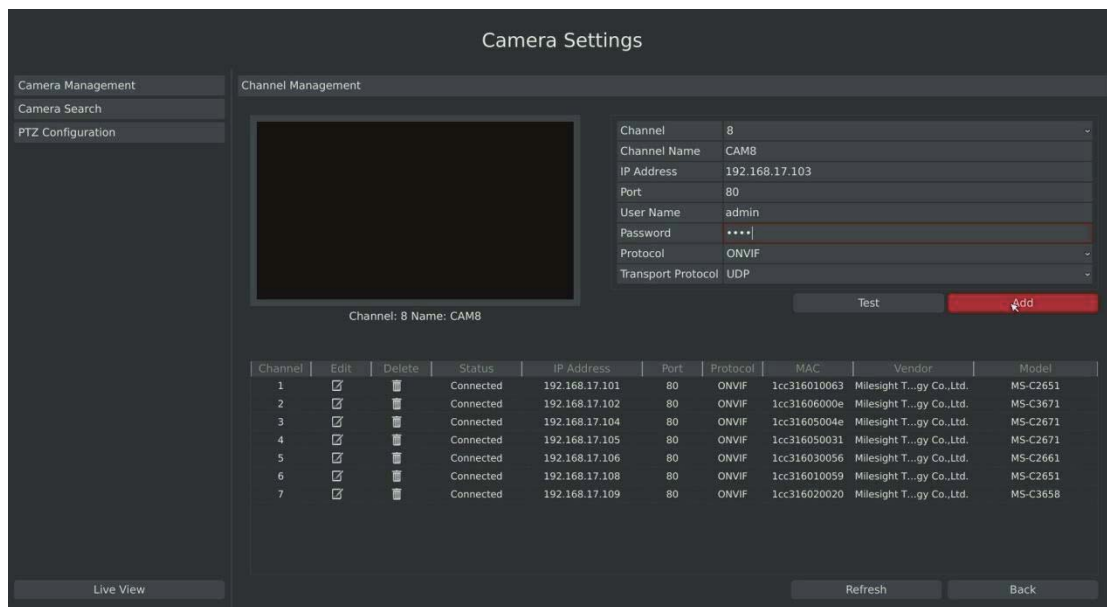 Camera Settings
Camera Management
Camera Search
PTZ Configuration
Channel Management
Channel 8
Channel Name CAM8
IP Address 192.168.17.103
Port 80
User Name admin
Password ••••
Protocol ONVIF
Transport Protocol UDP
Test Add
Channel: 8 Name: CAM8
Channel Edit Delete Status IP Address Port Protocol MAC Vendor Model
1 Connected 192.168.17.101 80 ONVIF 1cc316010063 Milesight T...gy Co.,Ltd. MS-C2651
2 Connected 192.168.17.102 80 ONVIF 1cc31606000e Milesight T...gy Co.,Ltd. MS-C3671
3 Connected 192.168.17.104 80 ONVIF 1cc31605004e Milesight T...gy Co.,Ltd. MS-C2671
4 Connected 192.168.17.105 80 ONVIF 1cc316050031 Milesight T...gy Co.,Ltd. MS-C2671
5 Connected 192.168.17.106 80 ONVIF 1cc316030056 Milesight T...gy Co.,Ltd. MS-C2661
6 Connected 192.168.17.108 80 ONVIF 1cc316010059 Milesight T...gy Co.,Ltd. MS-C2651
7 Connected 192.168.17.109 80 ONVIF 1cc316020020 Milesight T...gy Co.,Ltd. MS-C3658
Live View
Refresh Back